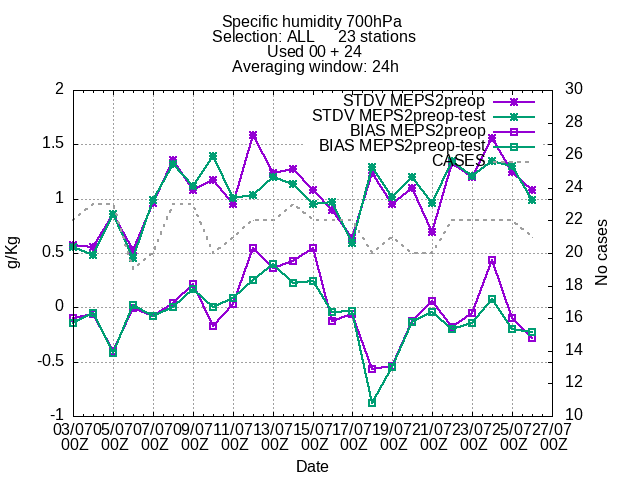 Specific humidity 700hPa
Selection: ALL 23 stations
Used 00 + 24
Averaging window: 24h
STDV MEPS2preop
STDV MEPS2preop-test
BIAS MEPS2preop
BIAS MEPS2preop-test
CASES
2
1.5
1
0.5
0
-0.5
-1
g/Kg
30
28
26
24
22
20
18
16
14
12
10
No cases
03/07 05/07 07/07 09/07 11/07 13/07 15/07 17/07 19/07 21/07 23/07 25/07 27/07
00Z 00Z 00Z 00Z 00Z 00Z 00Z 00Z 00Z 00Z 00Z 00Z 00Z
Date